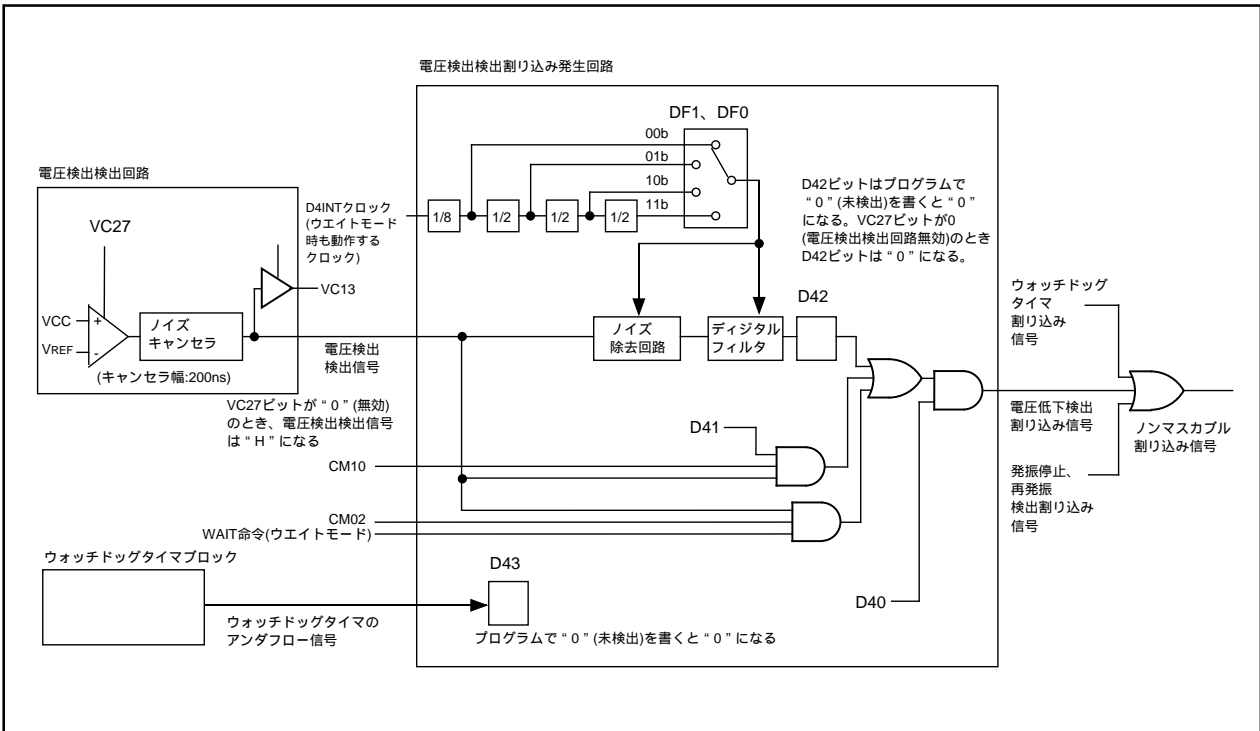 電圧検出検出割り込み発生回路
DF1、DF0
00b
01b
10b
11b
電圧検出検出回路
VC27
D4INTクロック
(ウエイトモード
時も動作する
クロック)
1/8
1/2
1/2
1/2
D42ビットはプログラムで
“0”(未検出)を書くと“0”
になる。VC27ビットが0
(電圧検出検出回路無効)のとき
D42ビットは“0”になる。
VC13
VCC
+
VREF
-
ノイズ
キャンセラ
(キャンセラ幅:200ns)
電圧検出
検出信号
ノイズ
除去回路
ディジタル
フィルタ
D42
ウォッチドッグ
タイマ
割り込み
信号
VC27ビットが“0”(無効)
のとき、電圧検出検出信号
は“H”になる
D41
CM10
電圧低下検出
割り込み信号
ノンマスカブル
割り込み信号
発振停止、
再発振
検出割り込み
信号
CM02
WAIT命令(ウエイトモード)
ウォッチドッグタイマブロック
D43
D40
ウォッチドッグタイマの
アンダフロー信号
プログラムで“0”(未検出)を書くと“0”になる